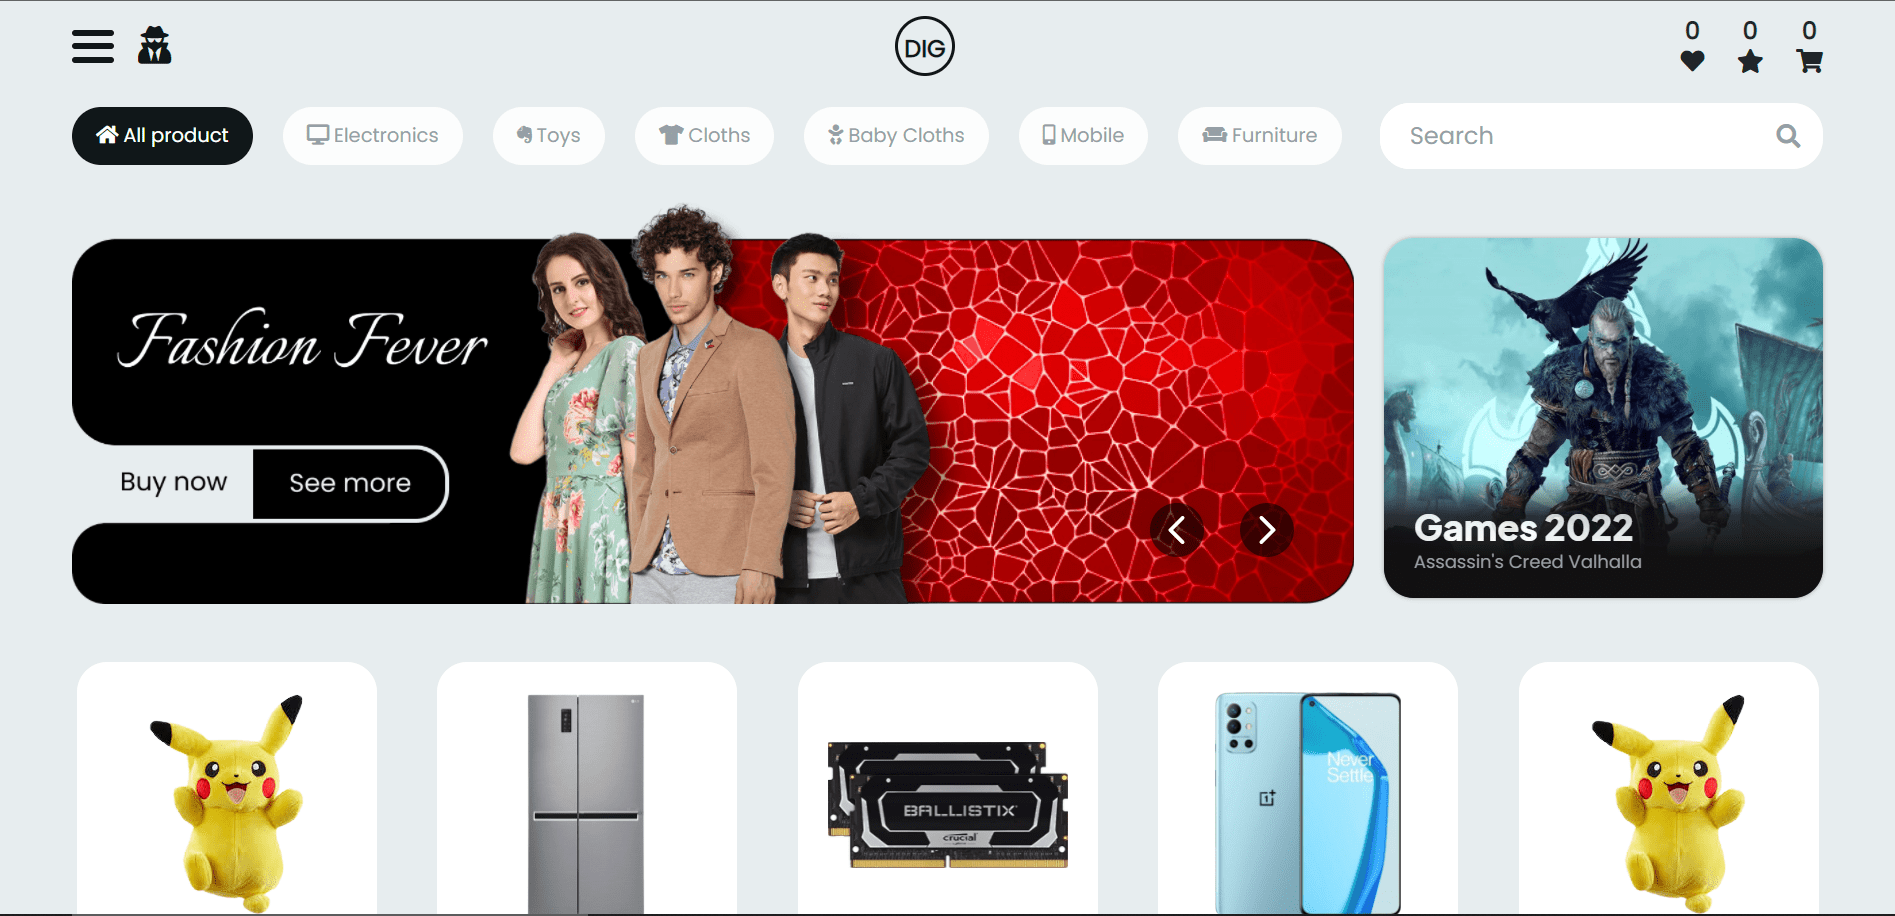 DIG
0 0 0
All product Electronics Toys Cloths Baby Cloths Mobile Furniture Search
Fashion Fever
Buy now See more
Games 2022
Assassin's Creed Valhalla
Never
Settle
BALLISTIX
crucial